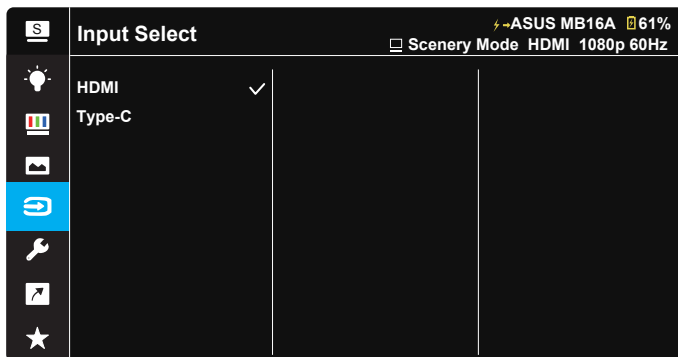 S
Input Select
ASUS MB16A 61%
Scenery Mode HDMI 1080p 60Hz
HDMI
Type-C